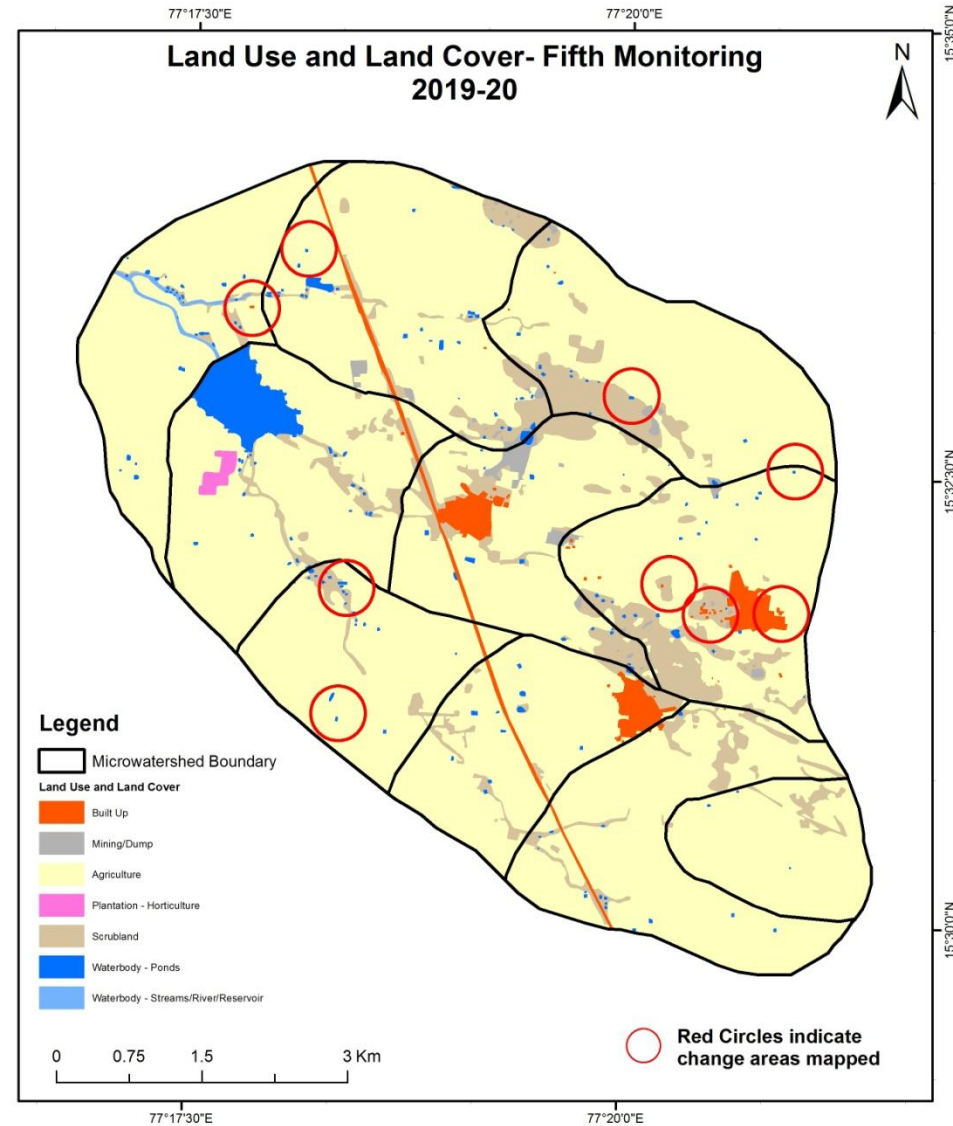 77°17'30"E
77°20'0"E
15°35'0"N
Land Use and Land Cover- Fifth Monitoring
2019-20
N
15°32'30"N
Legend
Microwatershed Boundary
Land Use and Land Cover
Built Up
Mining/Dump
Agriculture
Plantation - Horticulture
Scrubland
Waterbody - Ponds
Waterbody - Streams/River/Reservoir
15°30'0"N
0 0.75 1.5 3 Km
Red Circles indicate
change areas mapped
77°17'30"E
77°20'0"E